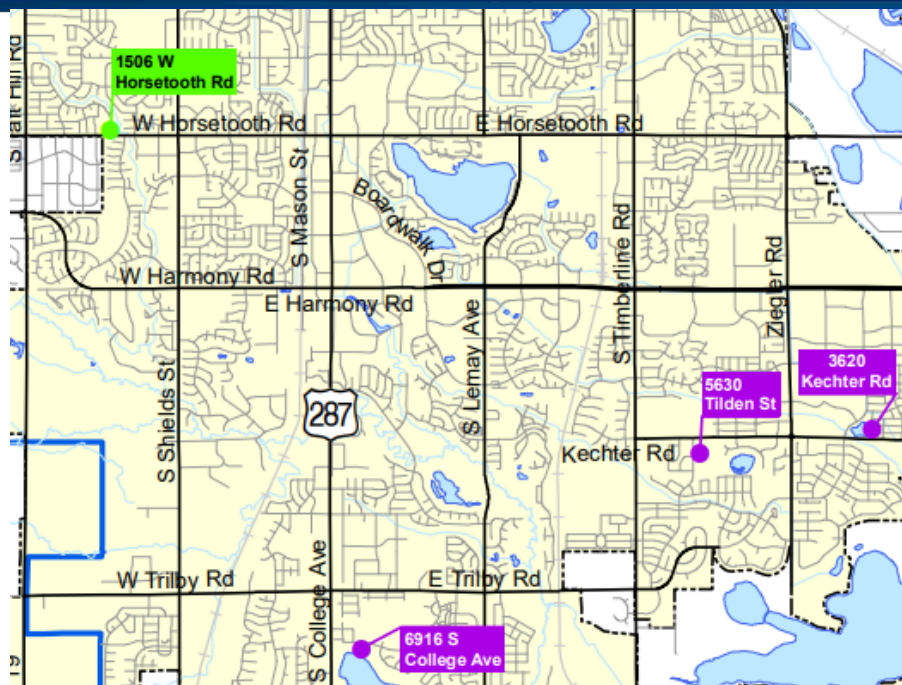 1506 W
Horsetooth Rd
W Horsetooth Rd
E Horsetooth Rd
Hill Rd
S Mason St
Boardwalk Dr
S Timberline Rd
Ziegler Rd
W Harmony Rd
E Harmony Rd
S Shields St
S Lemay Ave
287
5630
Tilden St
3620
Kechter Rd
Kechter Rd
W Trilby Rd
E Trilby Rd
S College Ave
6916 S
College Ave